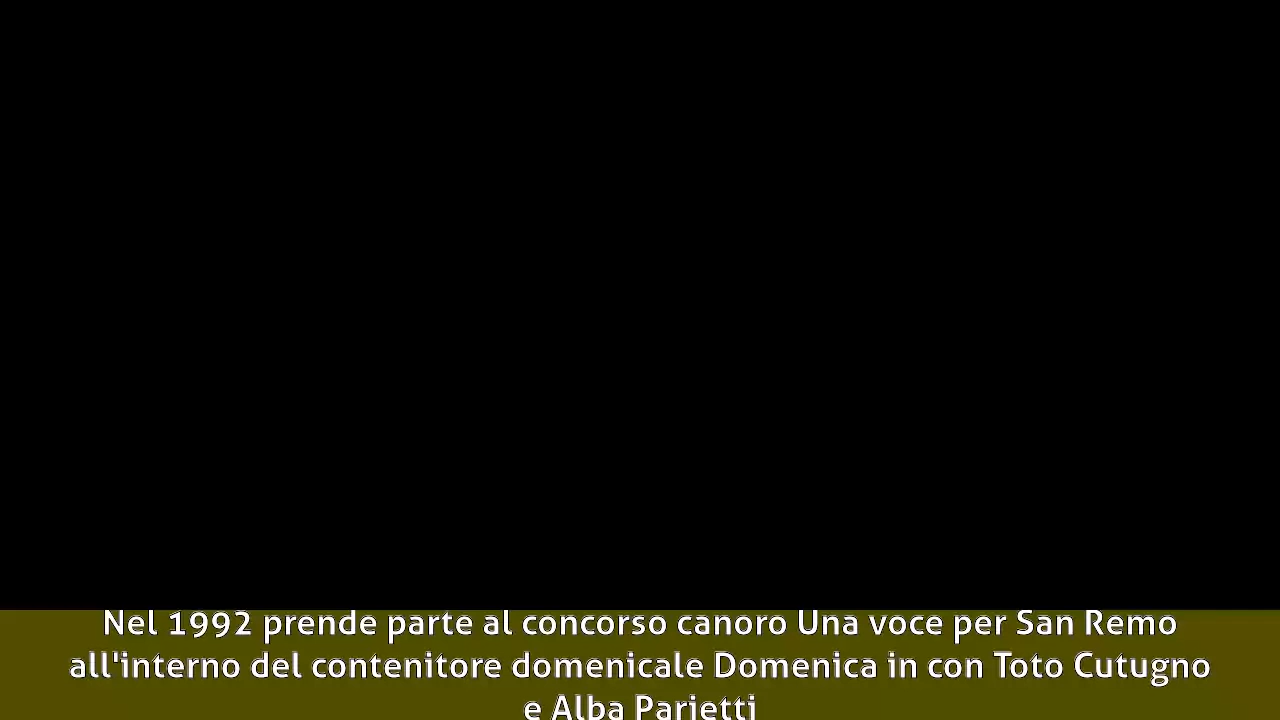 Nel 1992 prende parte al concorso canoro Una voce per San Remo
all'interno del contenitore domenicale Domenica in con Toto Cutugno
e Alba Parietti